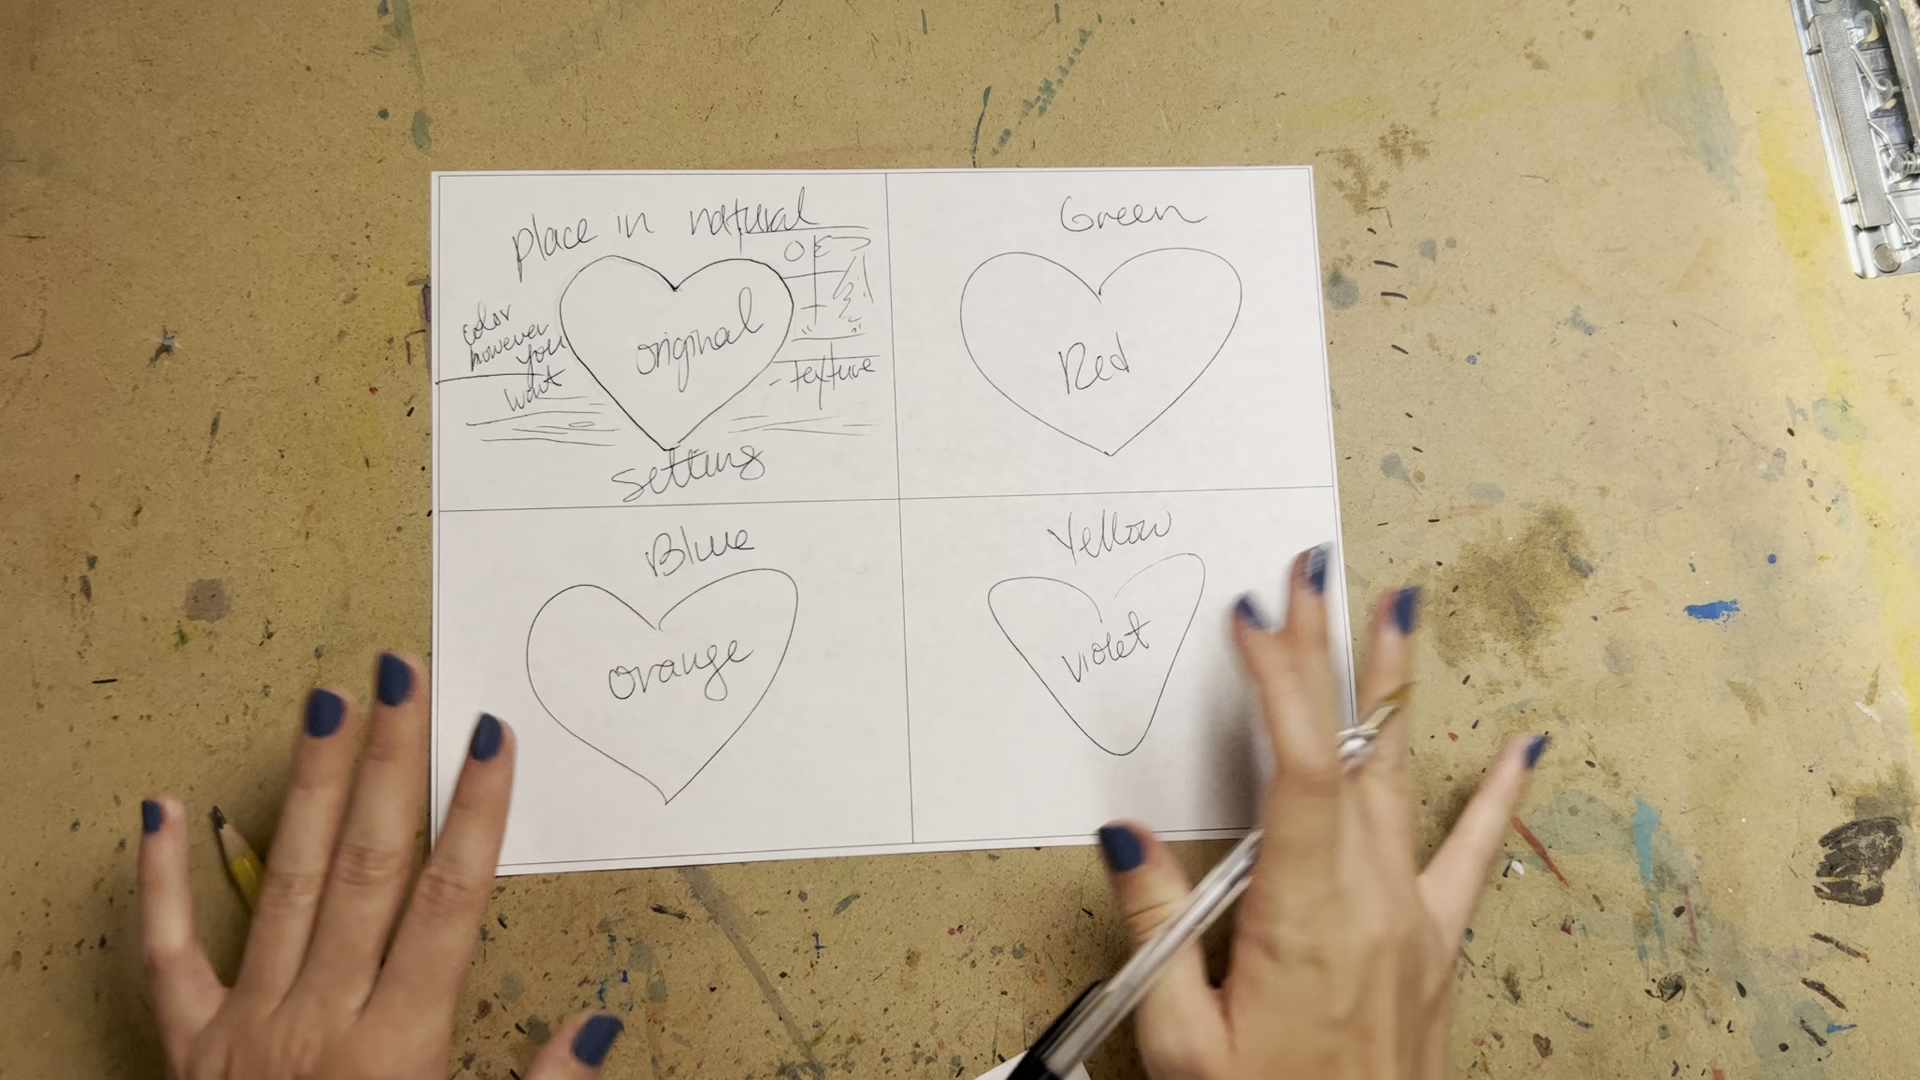 place in natural
color
however
you
want
original
- texture
setting
Green
Red
Blue
orange
Yellow
violet